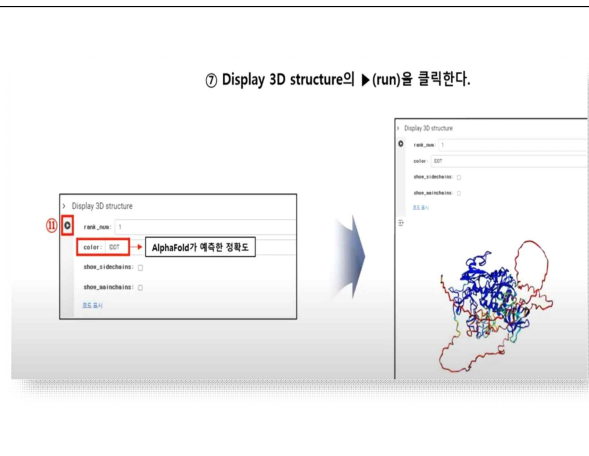 ⑦ Display 3D structure의 ▶(run)을 클릭한다.
> Display 3D structure
⑪ rank_num: 1
color: lDDT
AlphaFold가 예측한 정확도
show_sidechains:
show_mainchains:
코드 표시
> Display 3D structure
rank_num: 1
color: lDDT
show_sidechains:
show_mainchains:
코드 표시